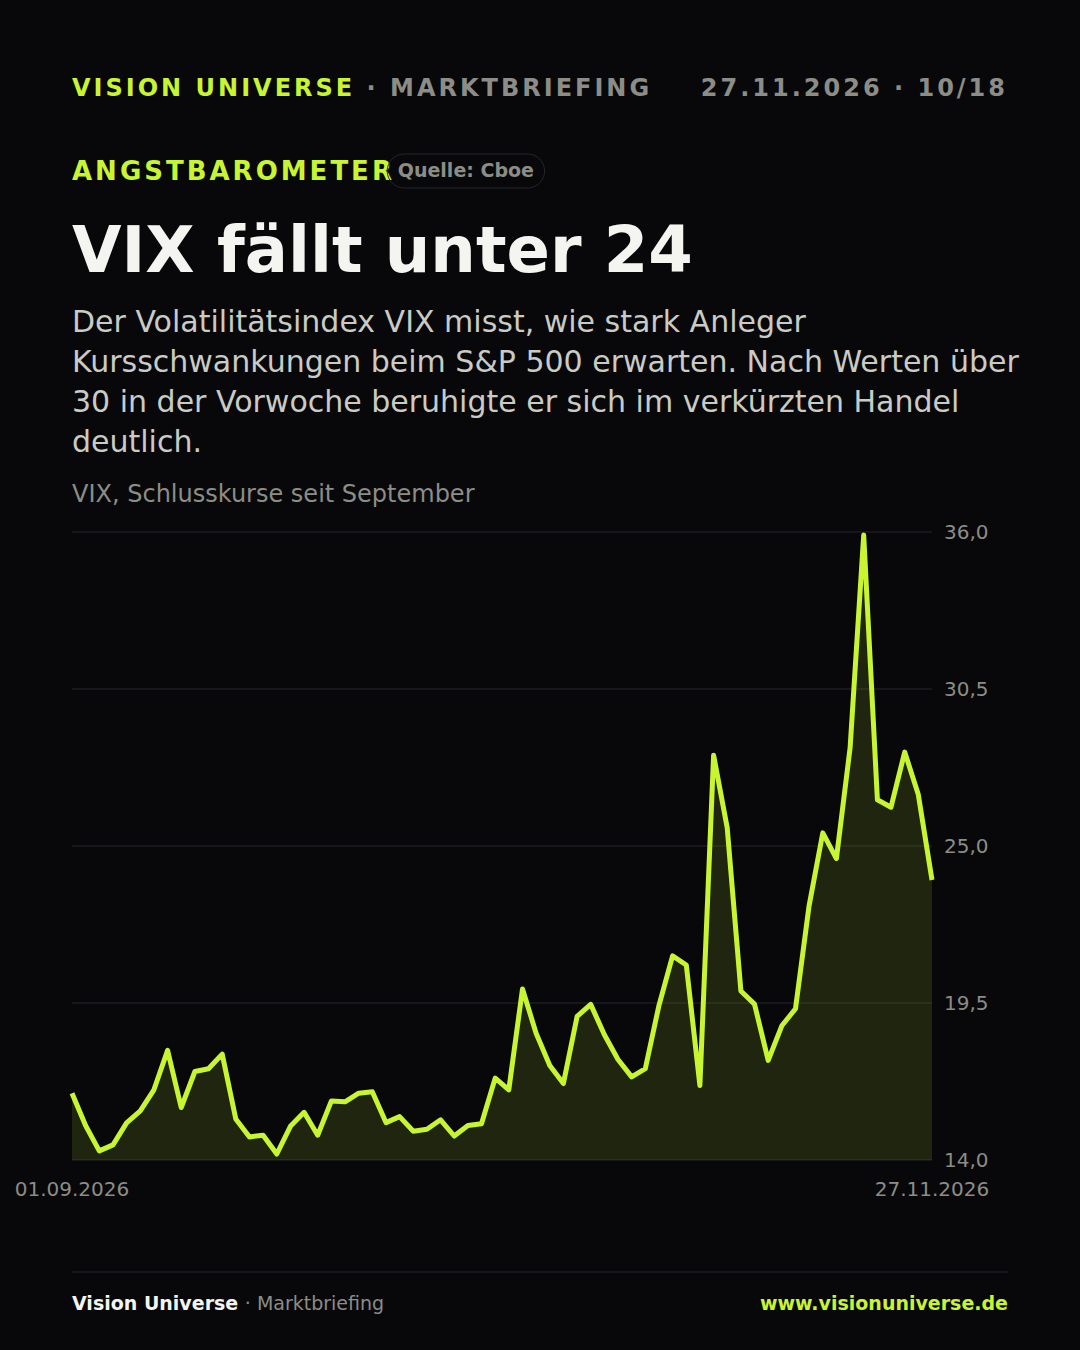 VISION UNIVERSE · MARKTBRIEFING 27.11.2026 · 10/18
ANGSTBAROMETER Quelle: Cboe
VIX fällt unter 24
Der Volatilitätsindex VIX misst, wie stark Anleger
Kursschwankungen beim S&P 500 erwarten. Nach Werten über
30 in der Vorwoche beruhigte er sich im verkürzten Handel
deutlich.
VIX, Schlusskurse seit September
36,0
30,5
25,0
19,5
14,0
01.09.2026 27.11.2026
Vision Universe · Marktbriefing www.visionuniverse.de